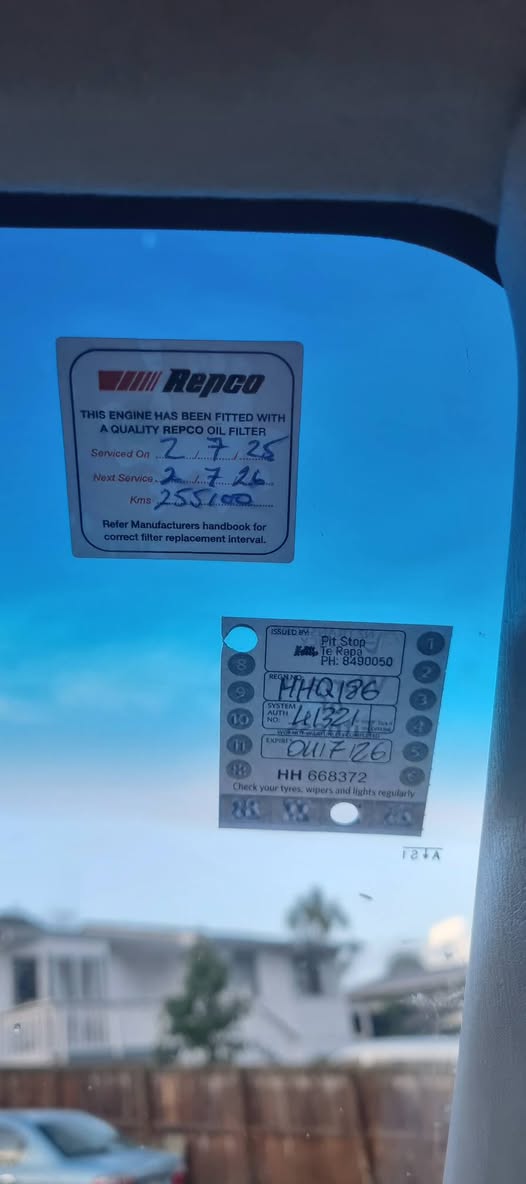 Repco
THIS ENGINE HAS BEEN FITTED WITH
A QUALITY REPCO OIL FILTER
Serviced On 2 / 7 / 25
Next Service 2 / 7 / 26
Kms 255100
Refer Manufacturers handbook for
correct filter replacement interval.
ISSUED BY:
Pit Stop
Te Rapa
PH: 8490050
REGN NO:
HHQ186
SYSTEM
AUTH
NO: 41321
EXPIRES 04/7/26
HH 668372
Check your tyres, wipers and lights regularly
1
2
3
4
5
6
8
9
10
11